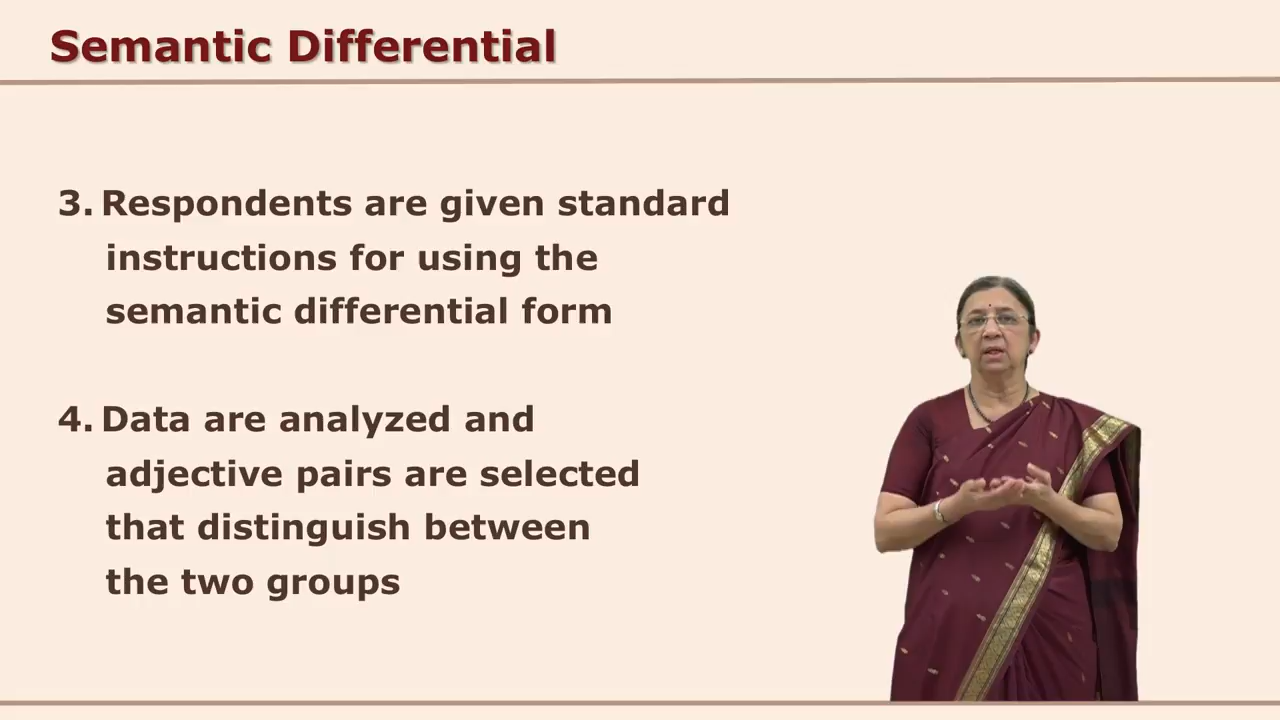 Semantic Differential
3. Respondents are given standard
instructions for using the
semantic differential form
4. Data are analyzed and
adjective pairs are selected
that distinguish between
the two groups